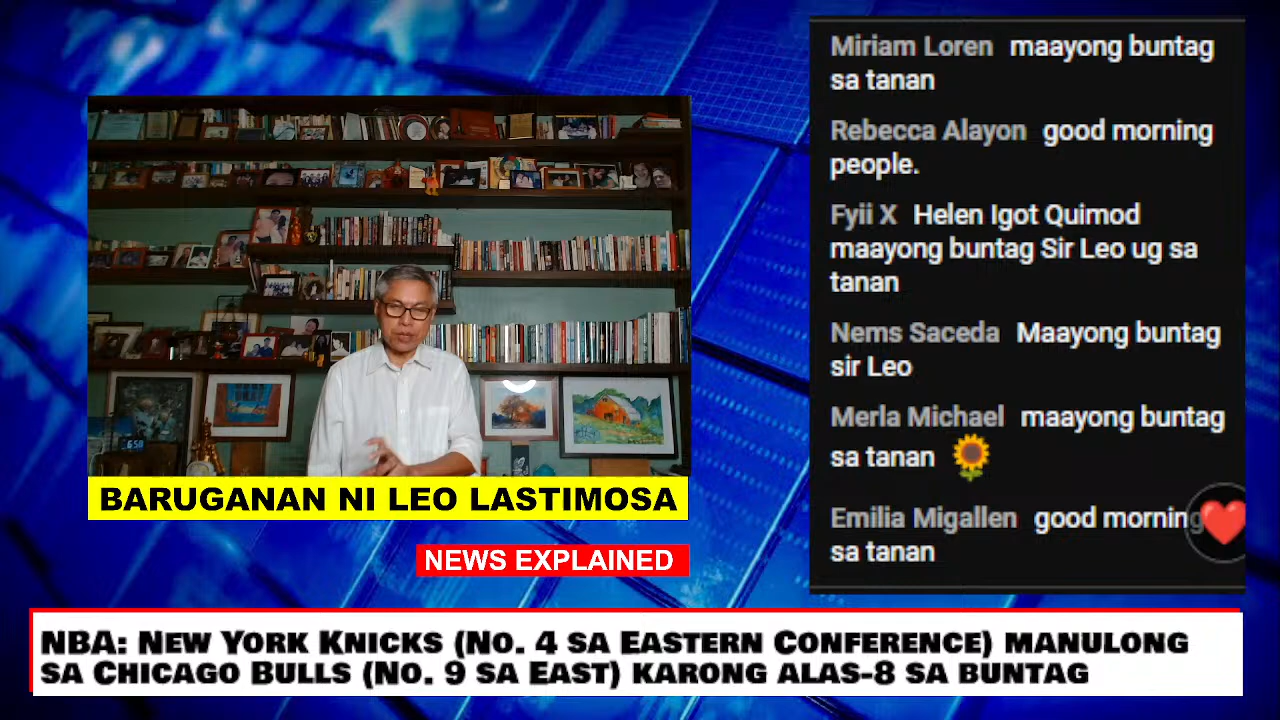 Miriam Loren maayong buntag
sa tanan
Rebecca Alayon good morning
people.
Fyii X Helen Igot Quimod
maayong buntag Sir Leo ug sa
tanan
Nems Saceda Maayong buntag
sir Leo
Merla Michael maayong buntag
sa tanan
Emilia Migallen good morning
sa tanan
6:50
BARUGANAN NI LEO LASTIMOSA
NEWS EXPLAINED
NBA: NEW YORK KNICKS (NO. 4 SA EASTERN CONFERENCE) MANULONG
SA CHICAGO BULLS (NO. 9 SA EAST) KARONG ALAS-8 SA BUNTAG